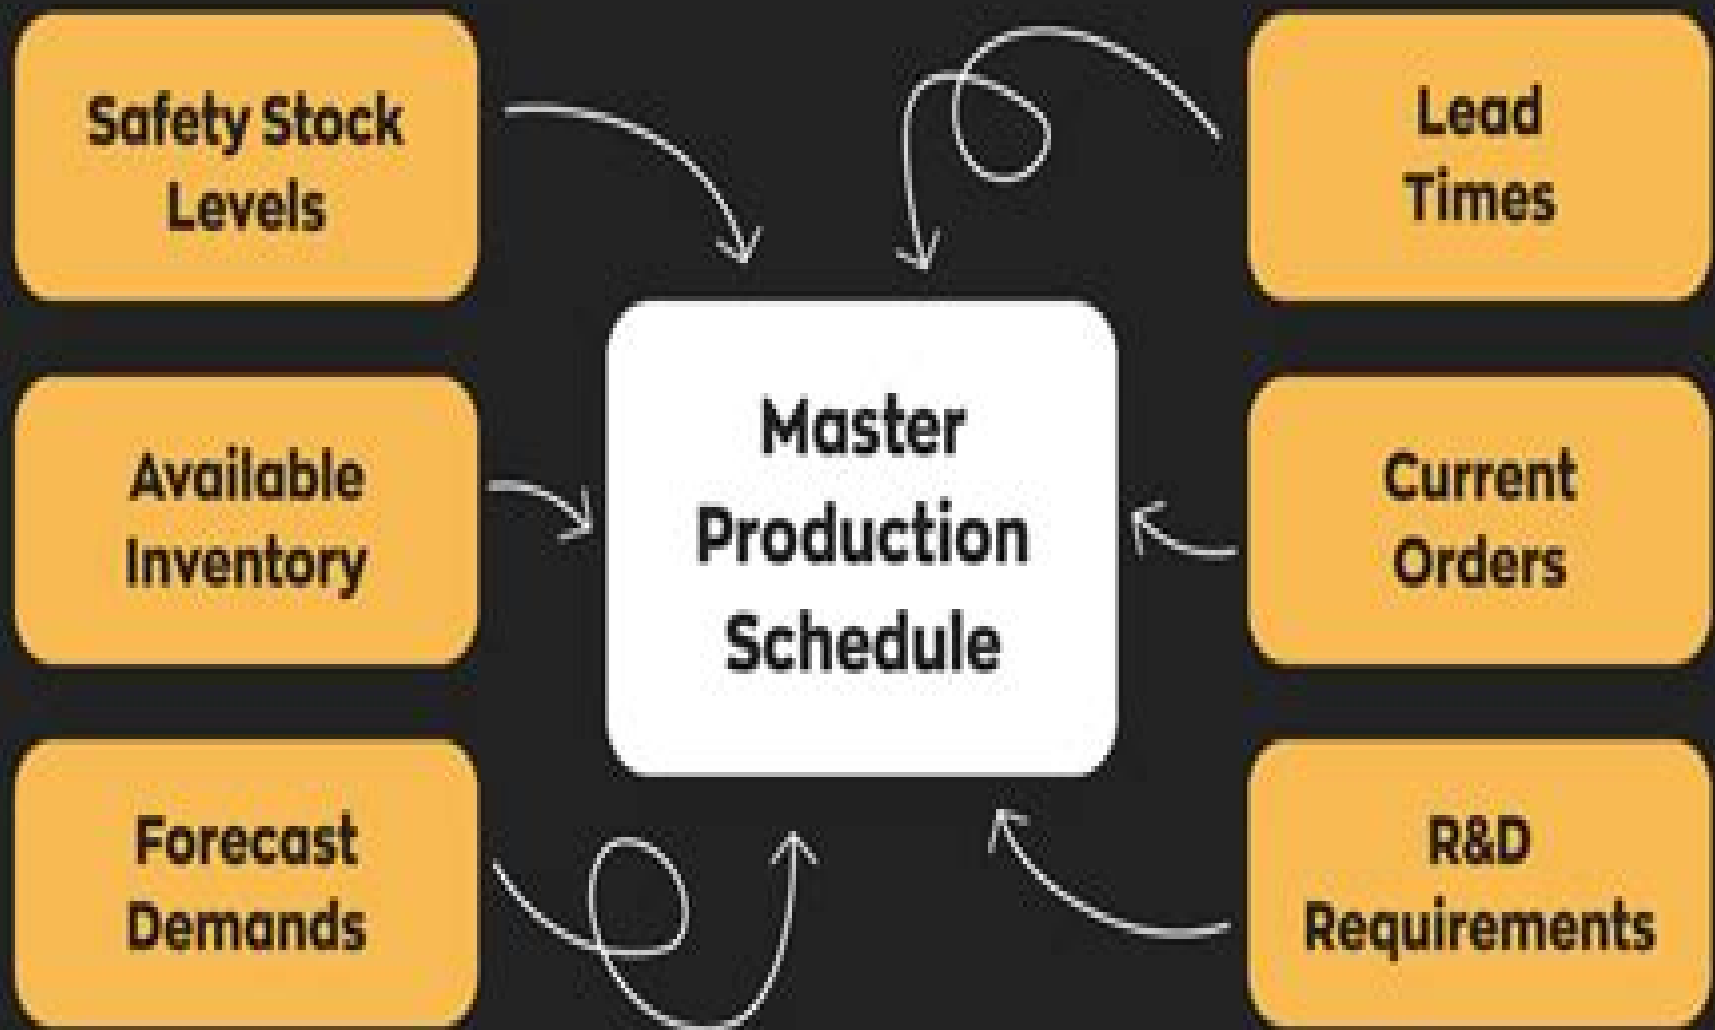 Safety Stock
Levels
Available
Inventory
Forecast
Demands
Master
Production
Schedule
Lead
Times
Current
Orders
R&D
Requirements